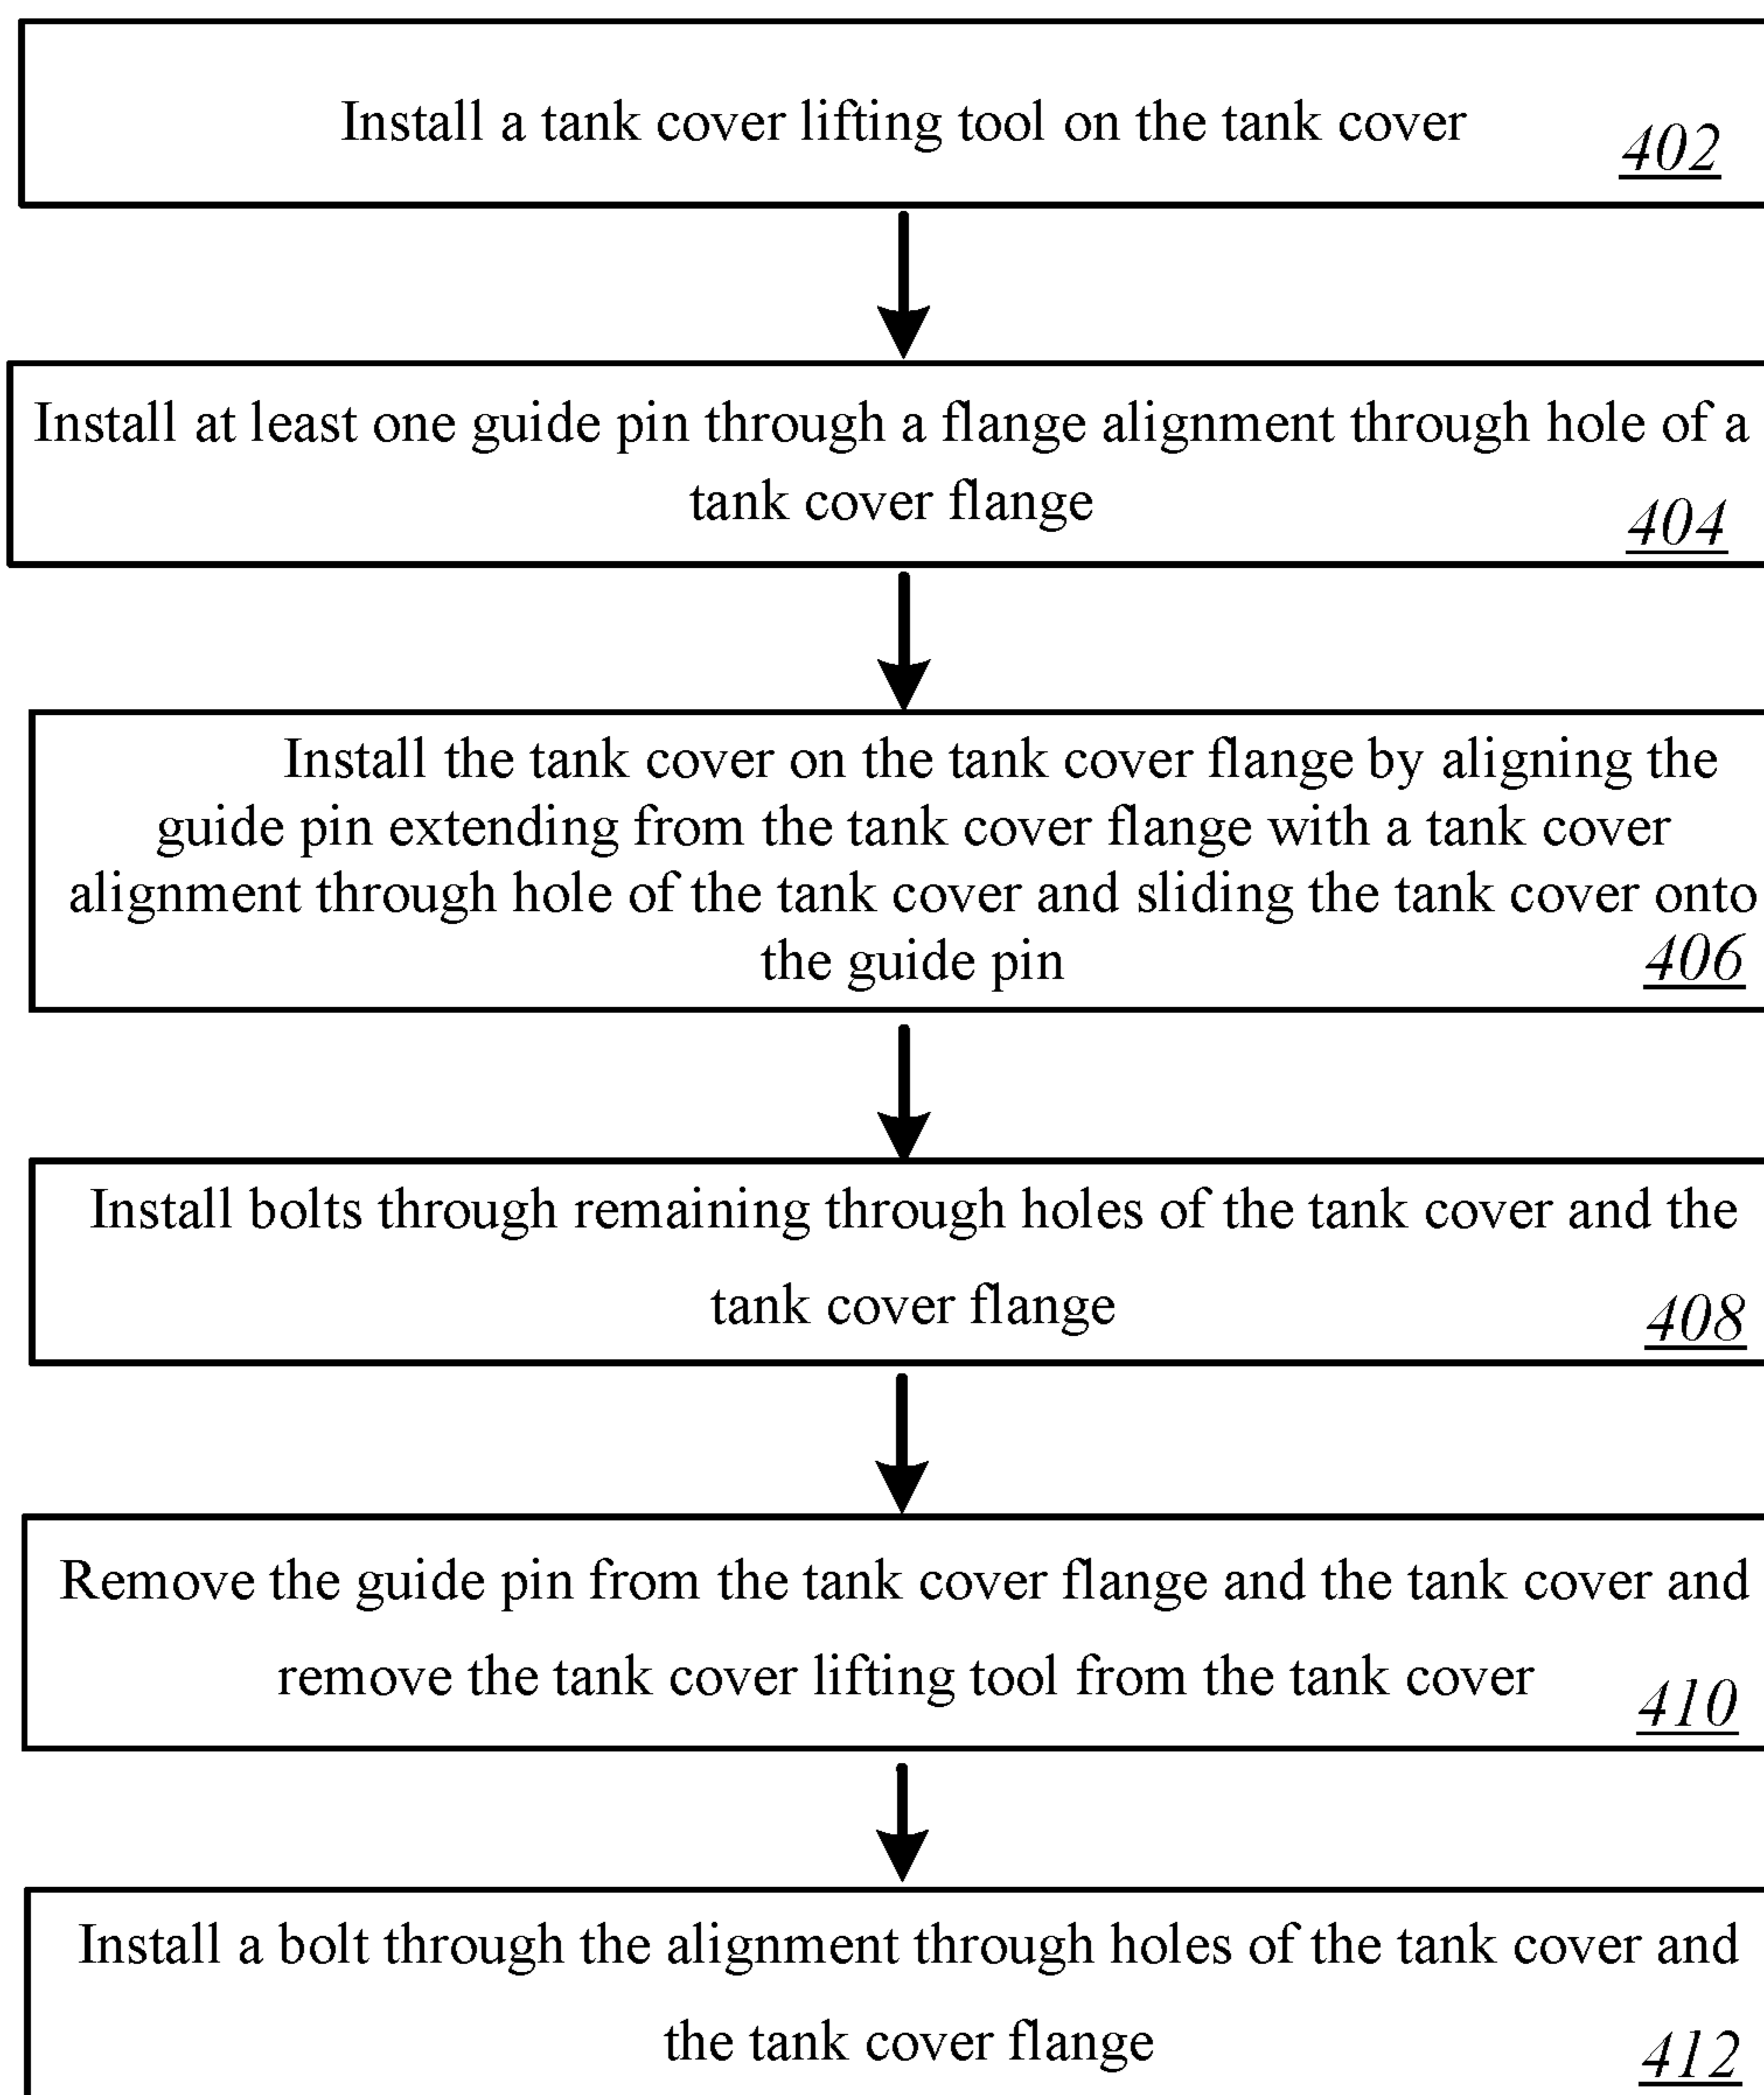 Install a tank cover lifting tool on the tank cover
402
Install at least one guide pin through a flange alignment through hole of a
tank cover flange
404
Install the tank cover on the tank cover flange by aligning the
guide pin extending from the tank cover flange with a tank cover
alignment through hole of the tank cover and sliding the tank cover onto
the guide pin
406
Install bolts through remaining through holes of the tank cover and the
tank cover flange
408
Remove the guide pin from the tank cover flange and the tank cover and
remove the tank cover lifting tool from the tank cover
410
Install a bolt through the alignment through holes of the tank cover and
the tank cover flange
412